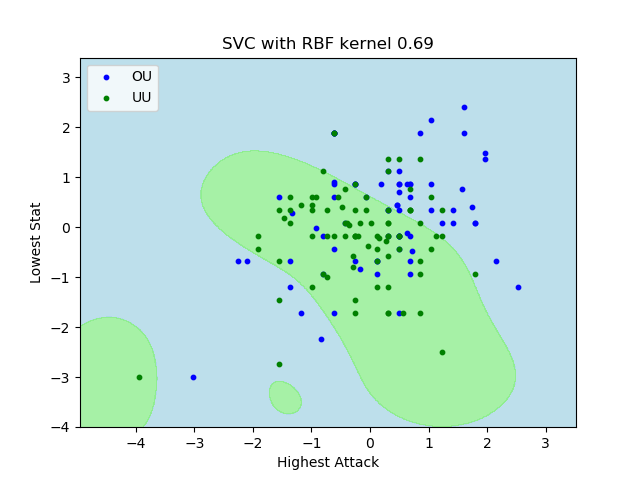 SVC with RBF kernel 0.69
OU
UU
3
2
1
0
−1
−2
−3
−4
Lowest Stat
−4 −3 −2 −1 0 1 2 3
Highest Attack